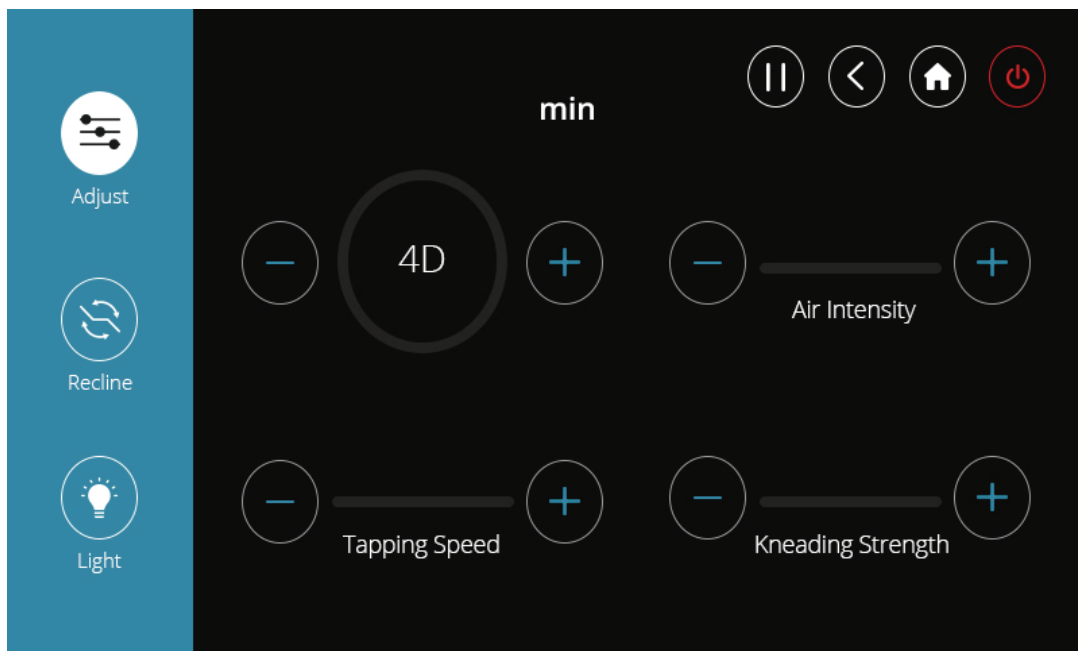 min
Adjust
4D
Air Intensity
Recline
Tapping Speed
Kneading Strength
Light